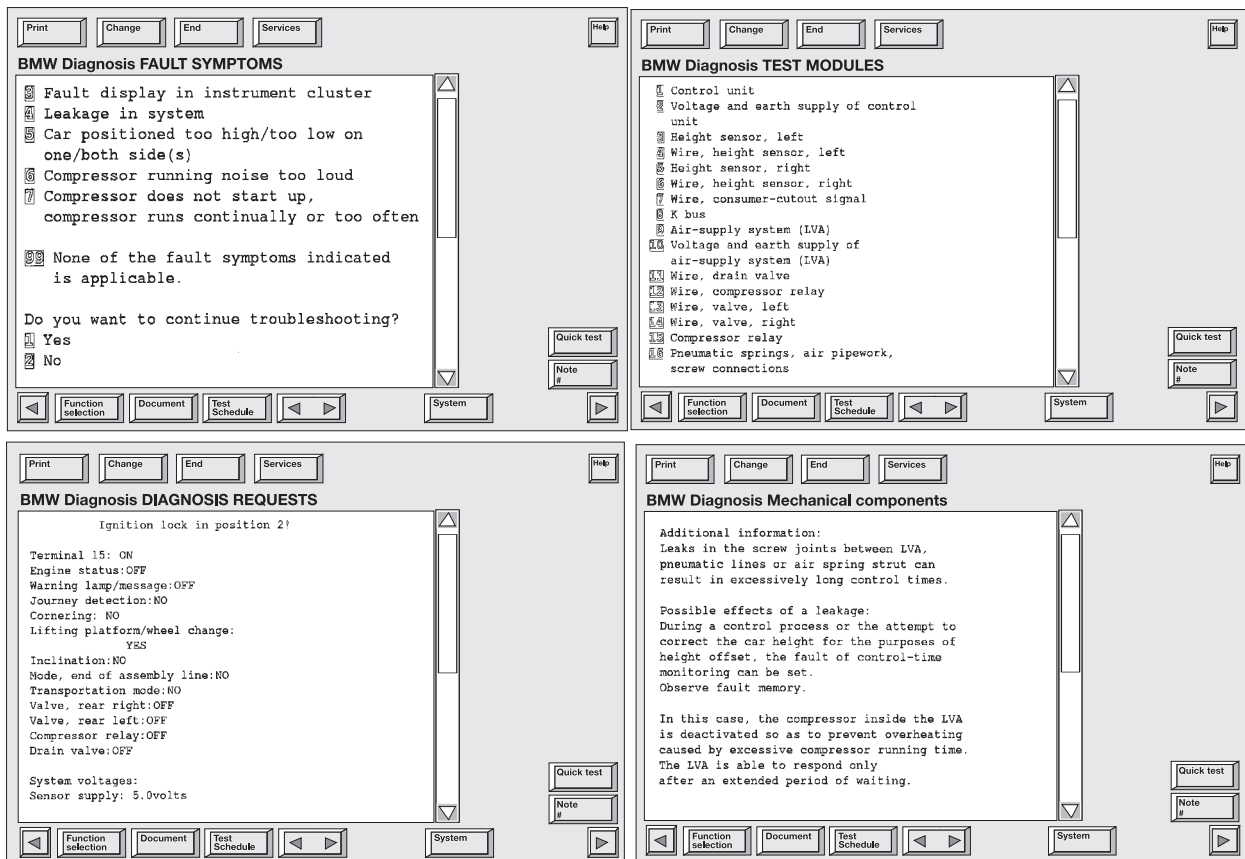 Print
Change
End
Services
Help
BMW Diagnosis FAULT SYMPTOMS
3 Fault display in instrument cluster
4 Leakage in system
5 Car positioned too high/too low on
one/both side(s)
6 Compressor running noise too loud
7 Compressor does not start up,
compressor runs continually or too often
99 None of the fault symptoms indicated
is applicable.
Do you want to continue troubleshooting?
1 Yes
2 No
Quick test
Note
#
Function
selection
Document
Test
Schedule
System
Print
Change
End
Services
Help
BMW Diagnosis TEST MODULES
1 Control unit
2 Voltage and earth supply of control
unit
3 Height sensor, left
4 Wire, height sensor, left
5 Height sensor, right
6 Wire, height sensor, right
7 Wire, consumer-cutout signal
8 K bus
9 Air-supply system (LVA)
10 Voltage and earth supply of
air-supply system (LVA)
11 Wire, drain valve
12 Wire, compressor relay
13 Wire, valve, left
14 Wire, valve, right
15 Compressor relay
16 Pneumatic springs, air pipework,
screw connections
Quick test
Note
#
Function
selection
Document
Test
Schedule
System
Print
Change
End
Services
Help
BMW Diagnosis DIAGNOSIS REQUESTS
Ignition lock in position 2!
Terminal 15: ON
Engine status:OFF
Warning lamp/message:OFF
Journey detection:NO
Cornering: NO
Lifting platform/wheel change:
YES
Inclination:NO
Mode, end of assembly line:NO
Transportation mode:NO
Valve, rear right:OFF
Valve, rear left:OFF
Compressor relay:OFF
Drain valve:OFF
System voltages:
Sensor supply: 5.0volts
Quick test
Note
#
Function
selection
Document
Test
Schedule
System
Print
Change
End
Services
Help
BMW Diagnosis Mechanical components
Additional information:
Leaks in the screw joints between LVA,
pneumatic lines or air spring strut can
result in excessively long control times.
Possible effects of a leakage:
During a control process or the attempt to
correct the car height for the purposes of
height offset, the fault of control-time
monitoring can be set.
Observe fault memory.
In this case, the compressor inside the LVA
is deactivated so as to prevent overheating
caused by excessive compressor running time.
The LVA is able to respond only
after an extended period of waiting.
Quick test
Note
#
Function
selection
Document
Test
Schedule
System